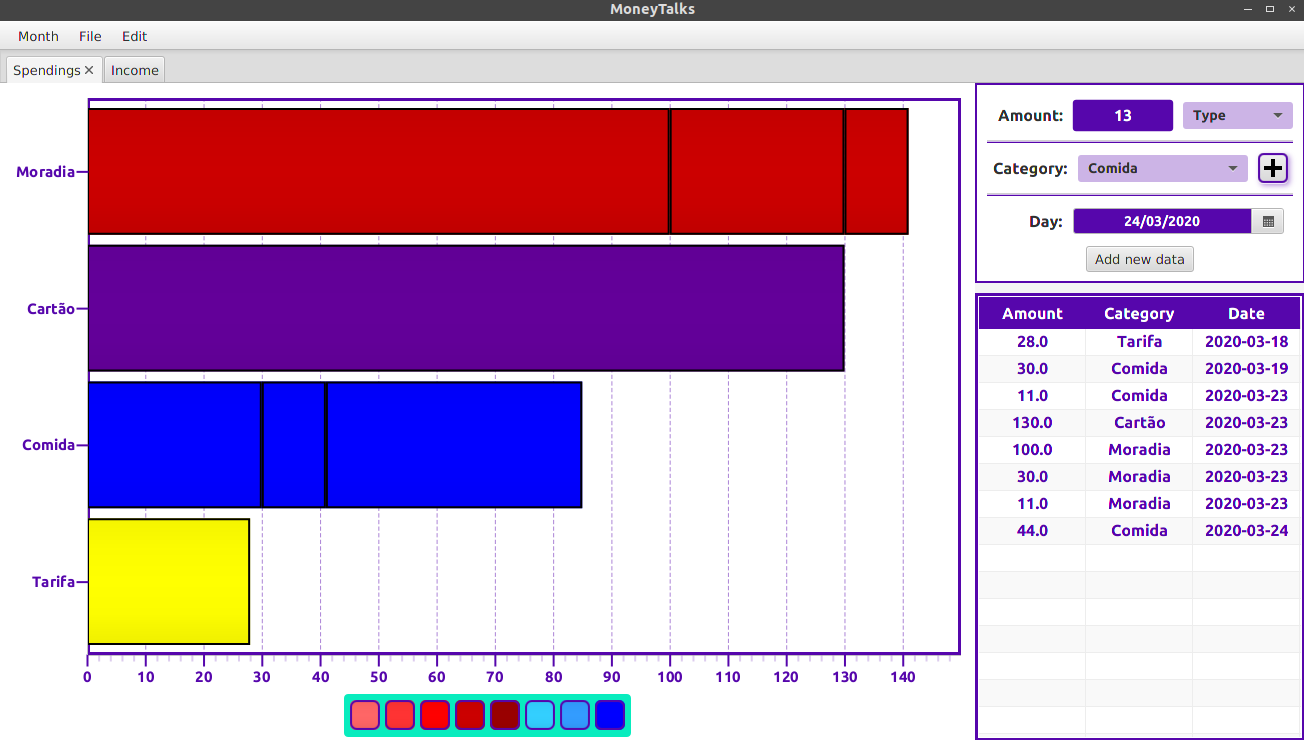 MoneyTalks
Month File Edit
Spendings Income
Moradia
Cartão
Comida
Tarifa
0 10 20 30 40 50 60 70 80 90 100 110 120 130 140
Amount: 13 Type
Category: Comida
Day: 24/03/2020
Add new data
Amount Category Date
28.0 Tarifa 2020-03-18
30.0 Comida 2020-03-19
11.0 Comida 2020-03-23
130.0 Cartão 2020-03-23
100.0 Moradia 2020-03-23
30.0 Moradia 2020-03-23
11.0 Moradia 2020-03-23
44.0 Comida 2020-03-24